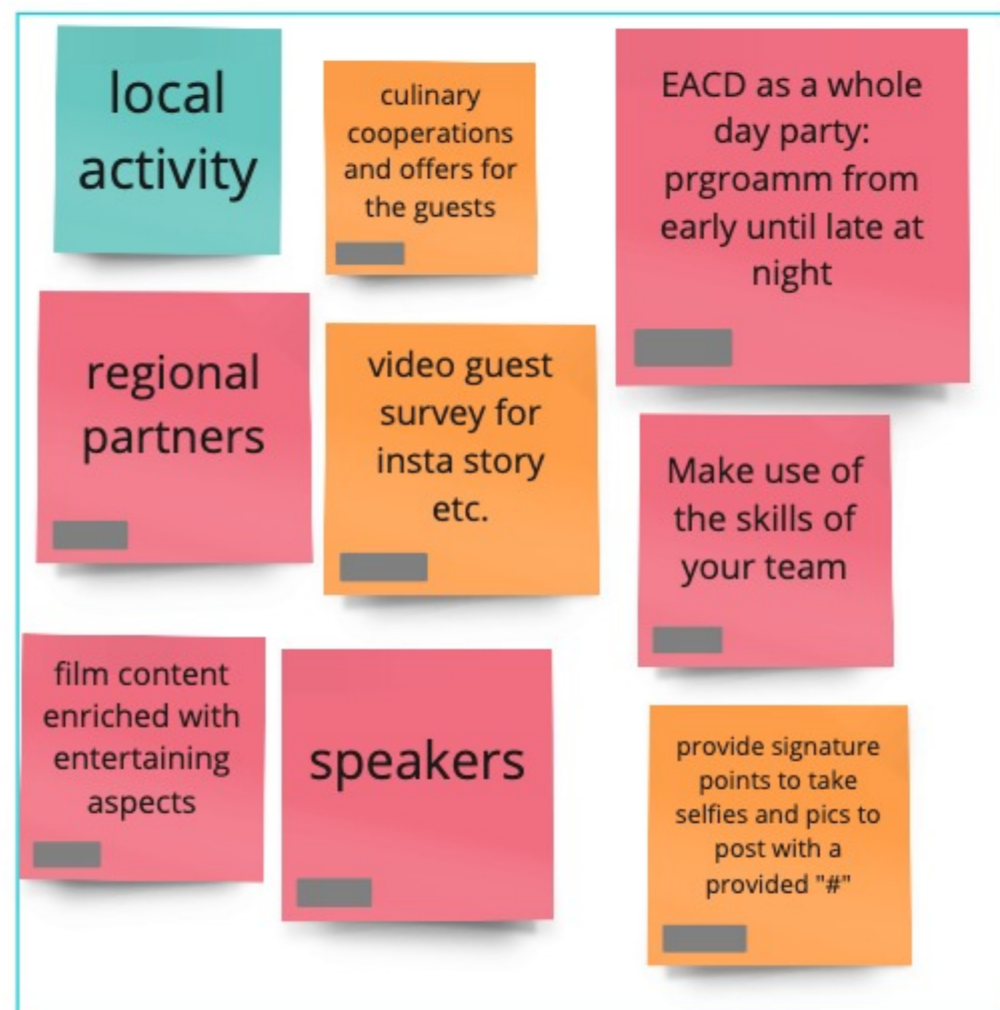 local
activity
culinary
cooperations
and offers for
the guests
EACD as a whole
day party:
prgroamm from
early until late at
night
regional
partners
video guest
survey for
insta story
etc.
Make use of
the skills of
your team
film content
enriched with
entertaining
aspects
speakers
provide signature
points to take
selfies and pics to
post with a
provided "#"